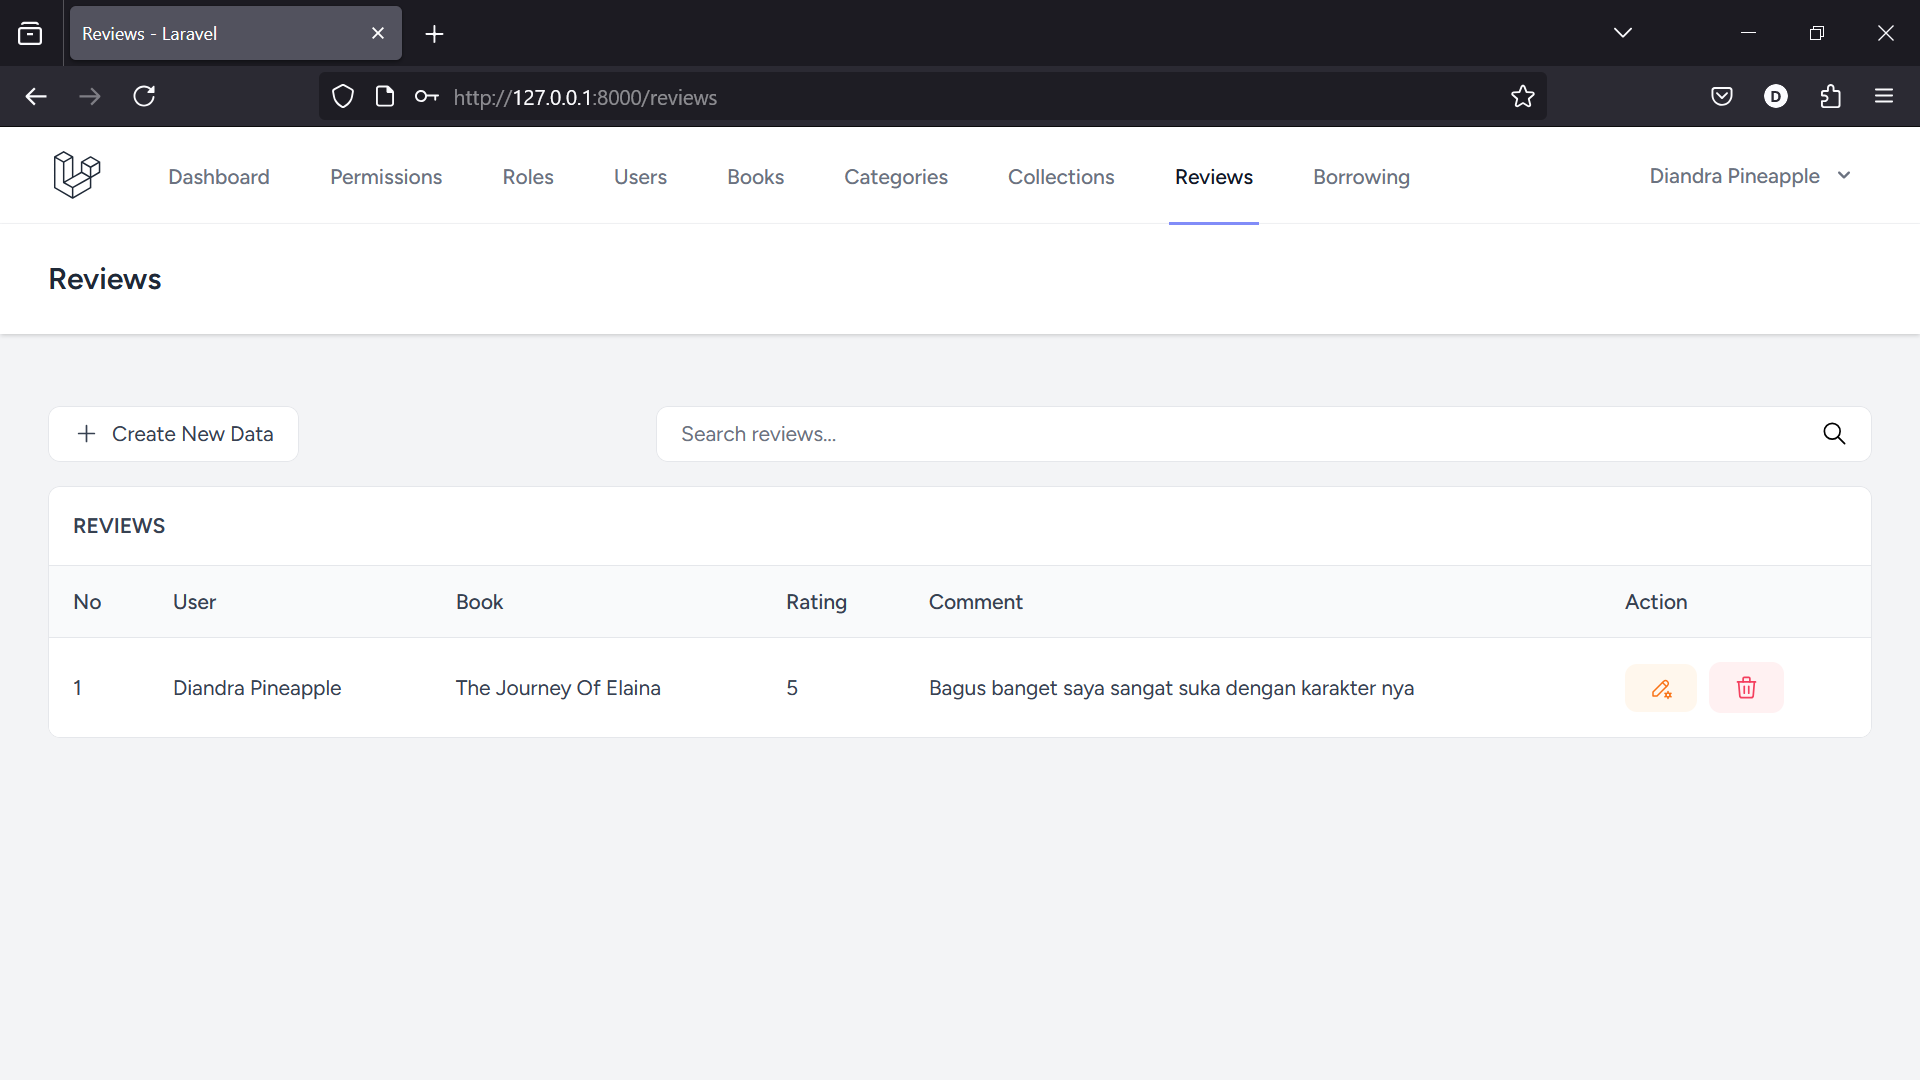 Reviews - Laravel
http://127.0.0.1:8000/reviews
D
Dashboard Permissions Roles Users Books Categories Collections Reviews Borrowing Diandra Pineapple
Reviews
Create New Data
Search reviews...
REVIEWS
No User Book Rating Comment Action
1 Diandra Pineapple The Journey Of Elaina 5 Bagus banget saya sangat suka dengan karakter nya